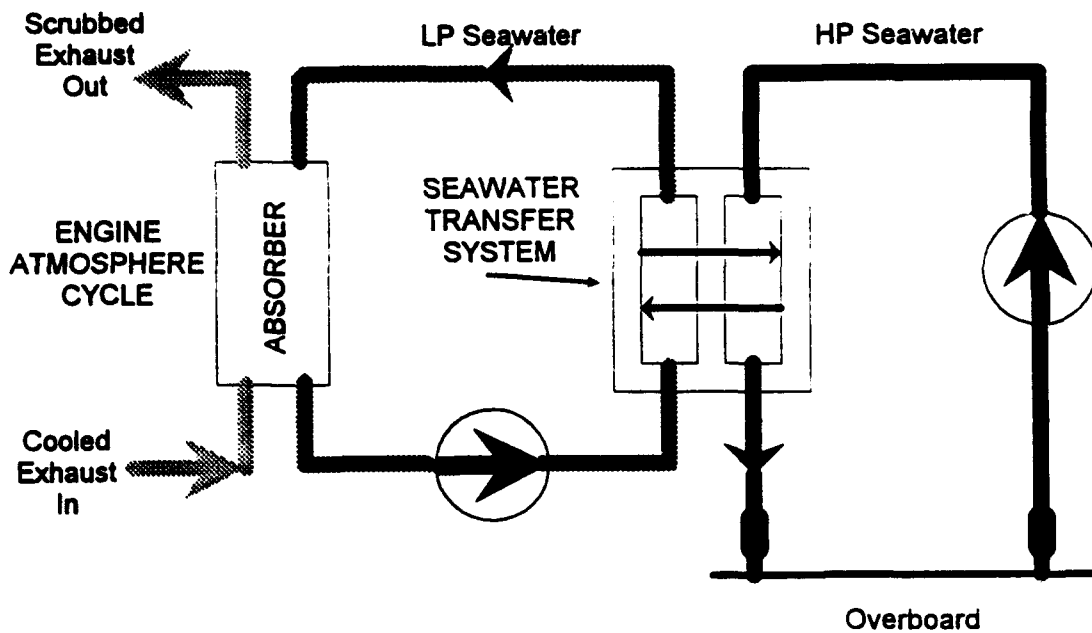 Scrubbed
Exhaust
Out
LP Seawater
HP Seawater
SEAWATER
TRANSFER
SYSTEM
ENGINE
ATMOSPHERE
CYCLE
ABSORBER
Cooled
Exhaust
In
Overboard